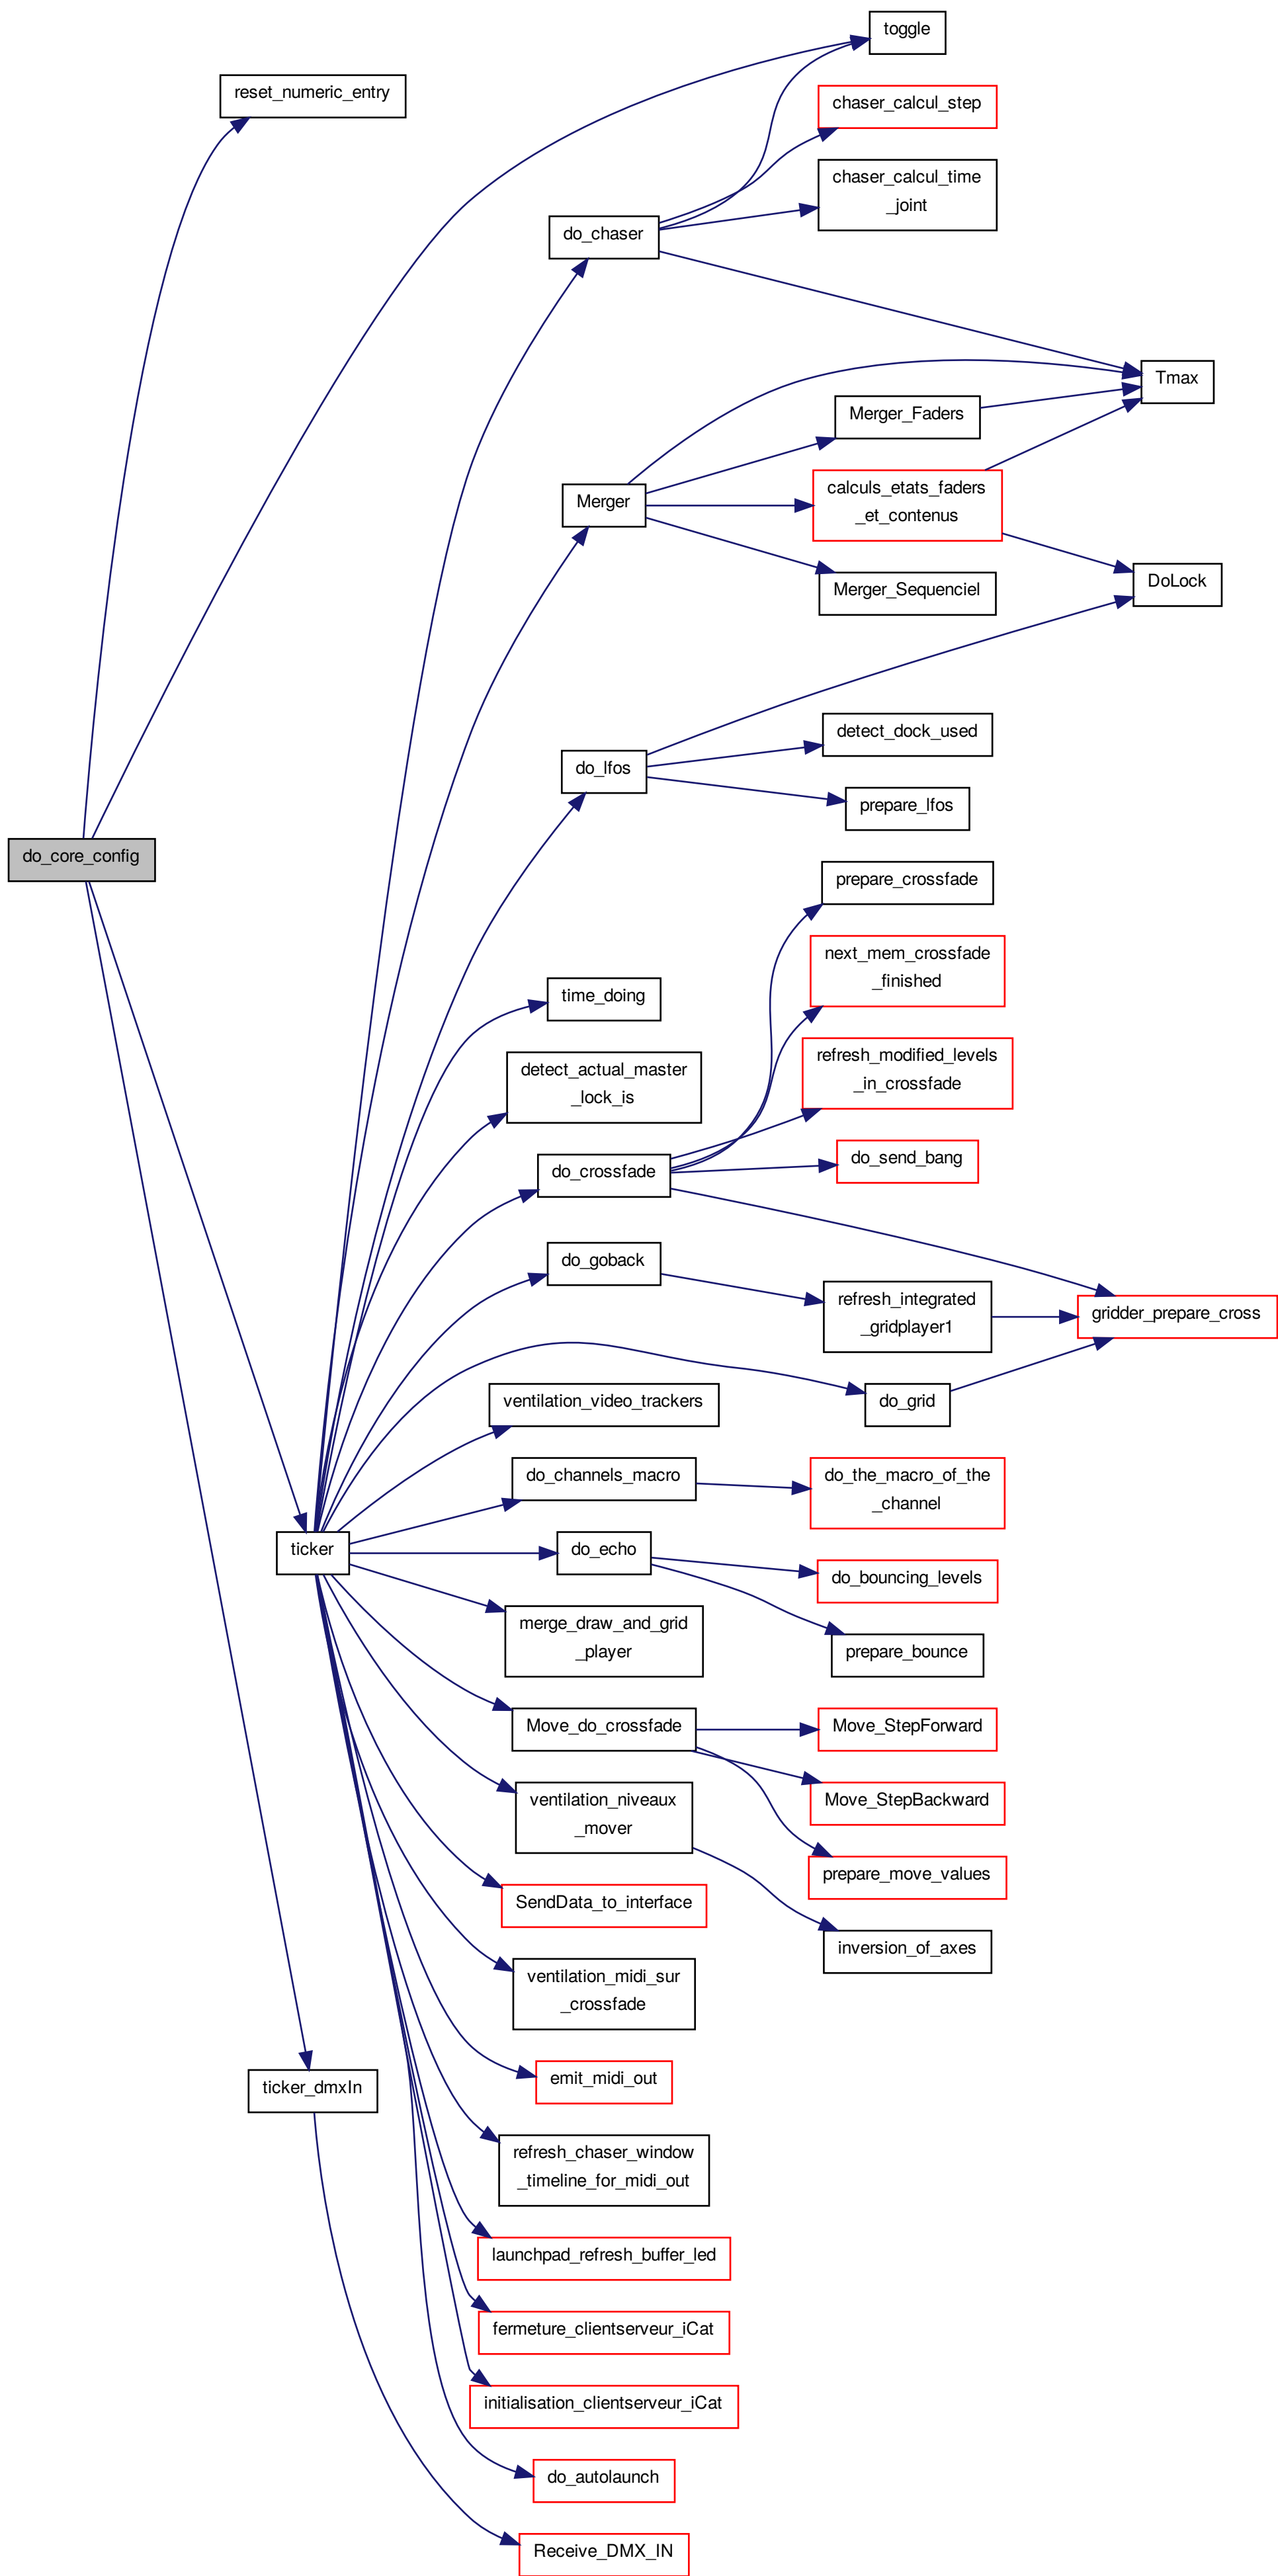 toggle
reset_numeric_entry
chaser_calcul_step
chaser_calcul_time
_joint
do_chaser
Tmax
Merger_Faders
Merger
calculs_etats_faders
_et_contenus
DoLock
Merger_Sequenciel
detect_dock_used
do_lfos
prepare_lfos
do_core_config
prepare_crossfade
next_mem_crossfade
_finished
time_doing
refresh_modified_levels
_in_crossfade
detect_actual_master
_lock_is
do_send_bang
do_crossfade
do_goback
refresh_integrated
_gridplayer1
gridder_prepare_cross
ventilation_video_trackers
do_grid
do_channels_macro
do_the_macro_of_the
_channel
ticker
do_echo
do_bouncing_levels
merge_draw_and_grid
_player
prepare_bounce
Move_do_crossfade
Move_StepForward
ventilation_niveaux
_mover
Move_StepBackward
prepare_move_values
SendData_to_interface
inversion_of_axes
ventilation_midi_sur
_crossfade
ticker_dmxIn
emit_midi_out
refresh_chaser_window
_timeline_for_midi_out
launchpad_refresh_buffer_led
fermeture_clientserveur_iCat
initialisation_clientserveur_iCat
do_autolaunch
Receive_DMX_IN